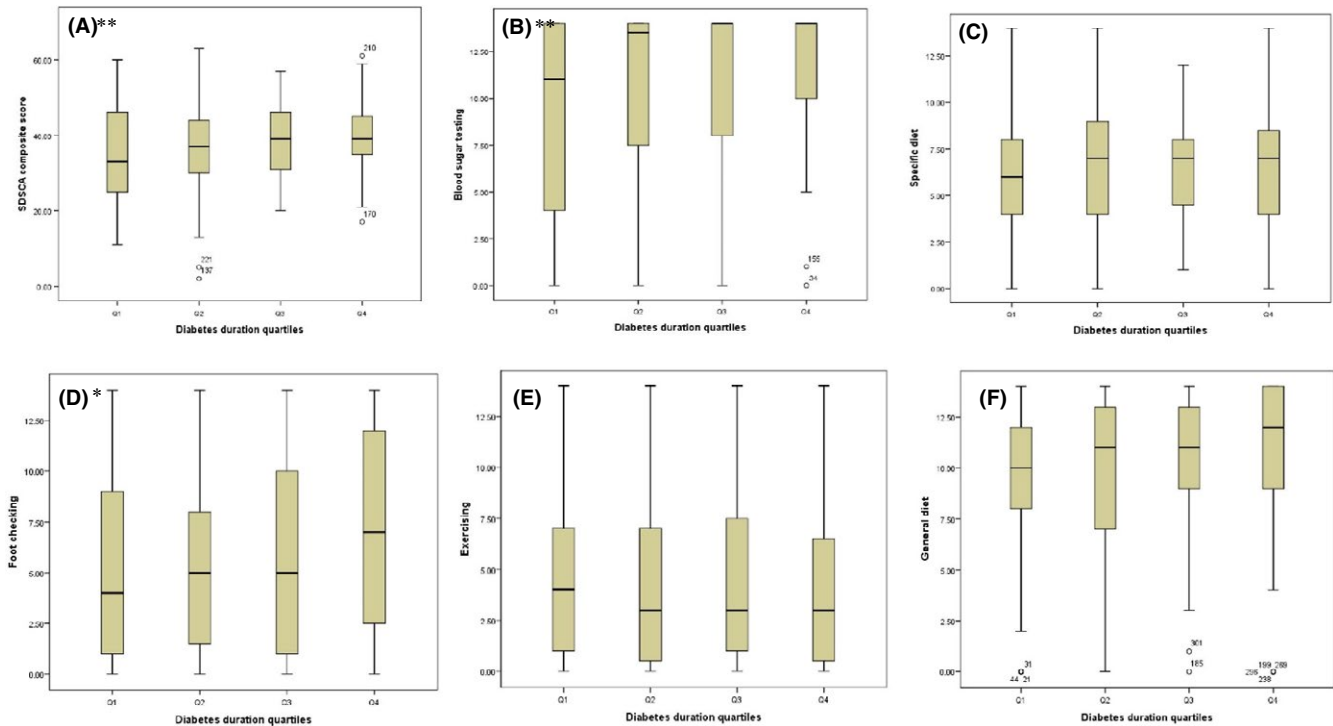 (A)**
SDSCA composite score
60.00
40.00
20.00
0.00
210
170
221
137
Q1 Q2 Q3 Q4
Diabetes duration quartiles
(B)**
Blood sugar testing
12.50
10.00
7.50
5.00
2.50
0.00
155
34
Q1 Q2 Q3 Q4
Diabetes duration quartiles
(C)
Specific diet
12.50
10.00
7.50
5.00
2.50
0.00
Q1 Q2 Q3 Q4
Diabetes duration quartiles
(D)*
Foot checking
12.50
10.00
7.50
5.00
2.50
0.00
Q1 Q2 Q3 Q4
Diabetes duration quartiles
(E)
Exercising
12.50
10.00
7.50
5.00
2.50
0.00
Q1 Q2 Q3 Q4
Diabetes duration quartiles
(F)
General diet
12.50
10.00
7.50
5.00
2.50
0.00
31
44 21
301
185
199
238
Q1 Q2 Q3 Q4
Diabetes duration quartiles